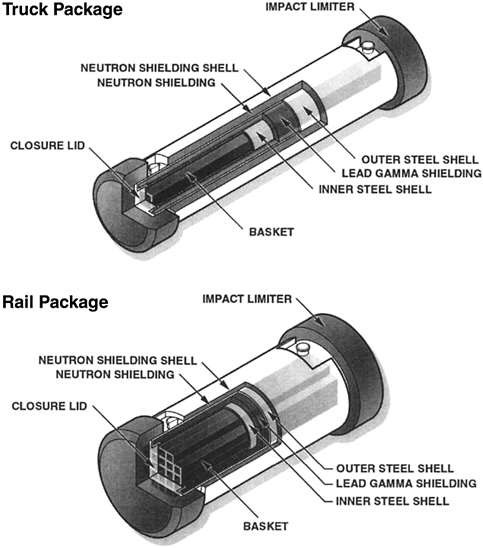 Truck Package
IMPACT LIMITER
NEUTRON SHIELDING SHELL
NEUTRON SHIELDING
CLOSURE LID
OUTER STEEL SHELL
LEAD GAMMA SHIELDING
INNER STEEL SHELL
BASKET
Rail Package
IMPACT LIMITER
NEUTRON SHIELDING SHELL
NEUTRON SHIELDING
CLOSURE LID
OUTER STEEL SHELL
LEAD GAMMA SHIELDING
INNER STEEL SHELL
BASKET